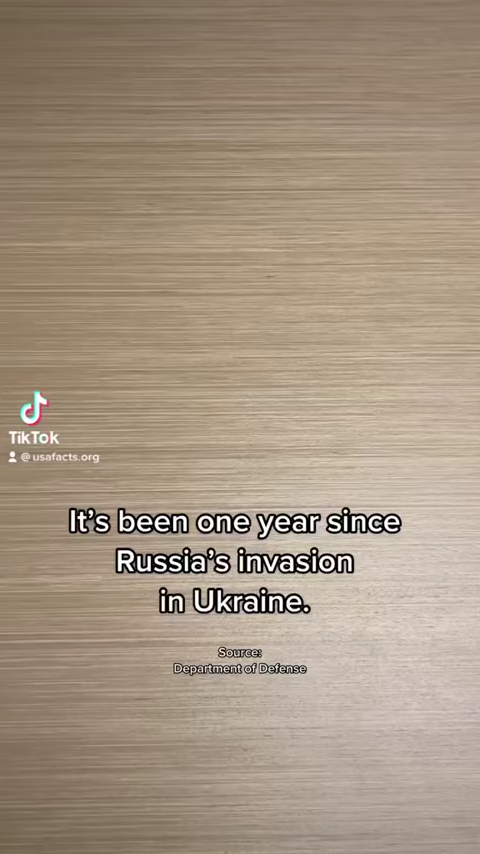 TikTok
@usafacts.org
It's been one year since
Russia's invasion
in Ukraine.
Source:
Department of Defense